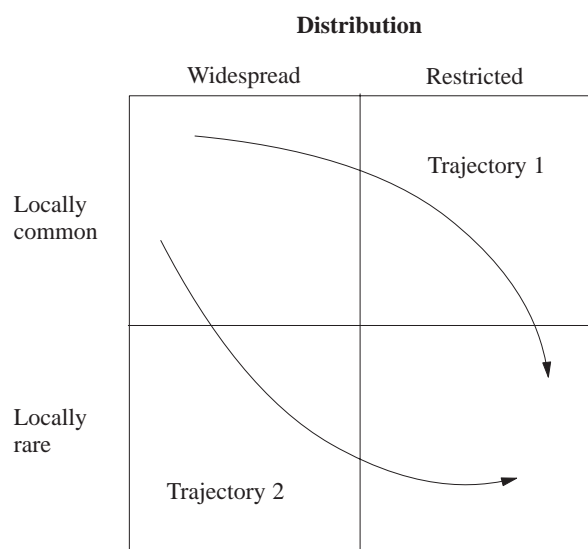 Distribution
Widespread
Restricted
Trajectory 1
Locally
common
Locally
rare
Trajectory 2